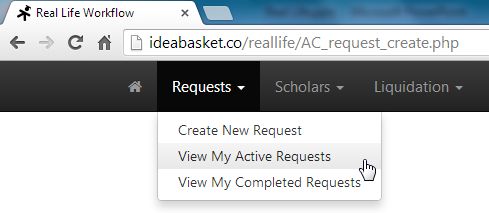 Real Life Workflow
ideabasket.co/reallife/AC_request_create.php
Requests Scholars Liquidation
Create New Request
View My Active Requests
View My Completed Requests